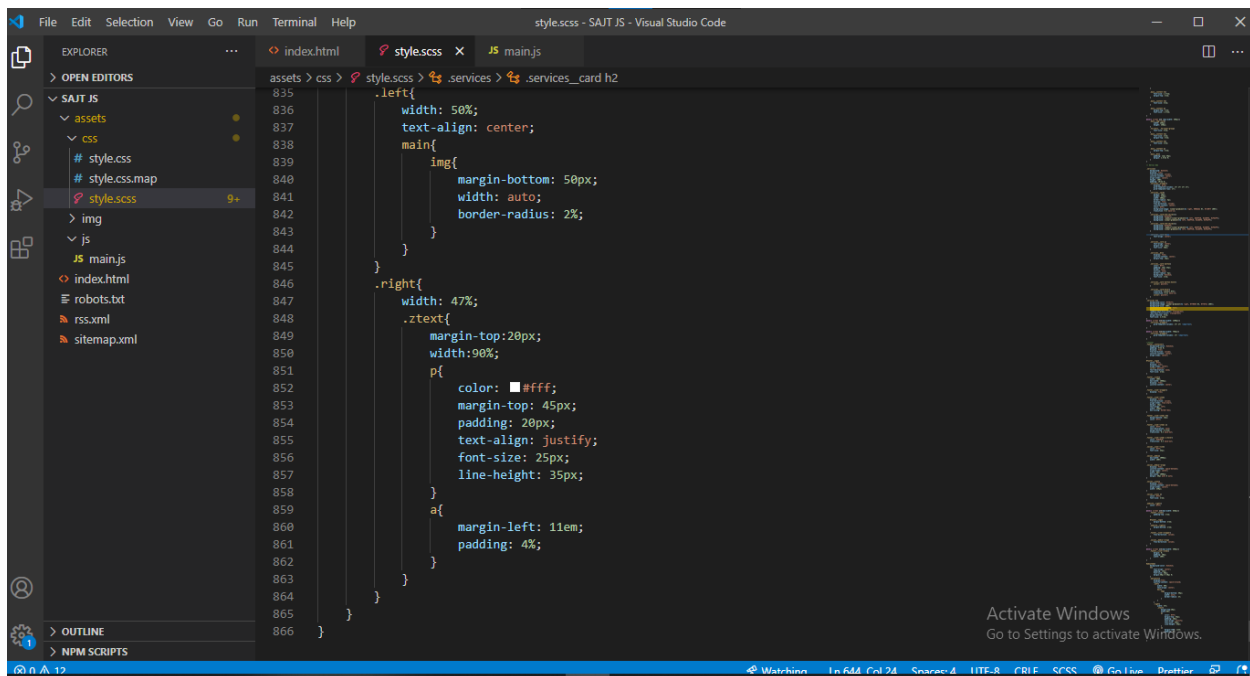 File Edit Selection View Go Run Terminal Help style.scss - SAJT JS - Visual Studio Code
EXPLORER ··· index.html style.scss JS main.js
OPEN EDITORS assets > css > style.scss > .services > .services__card h2
SAJT JS
assets
css
# style.css
# style.css.map
style.scss 9+
img
js
JS main.js
index.html
robots.txt
rss.xml
sitemap.xml
OUTLINE
NPM SCRIPTS
1
835 .left{
836 width: 50%;
837 text-align: center;
838 main{
839 img{
840 margin-bottom: 50px;
841 width: auto;
842 border-radius: 2%;
843 }
844 }
845 }
846 .right{
847 width: 47%;
848 .ztext{
849 margin-top:20px;
850 width:90%;
851 p{
852 color: #fff;
853 margin-top: 45px;
854 padding: 20px;
855 text-align: justify;
856 font-size: 25px;
857 line-height: 35px;
858 }
859 a{
860 margin-left: 11em;
861 padding: 4%;
862 }
863 }
864 }
865 }
866 }
Activate Windows
Go to Settings to activate Windows.
0 12 Watching Ln 644, Col 24 Spaces: 4 UTF-8 CRLF SCSS Go Live Prettier